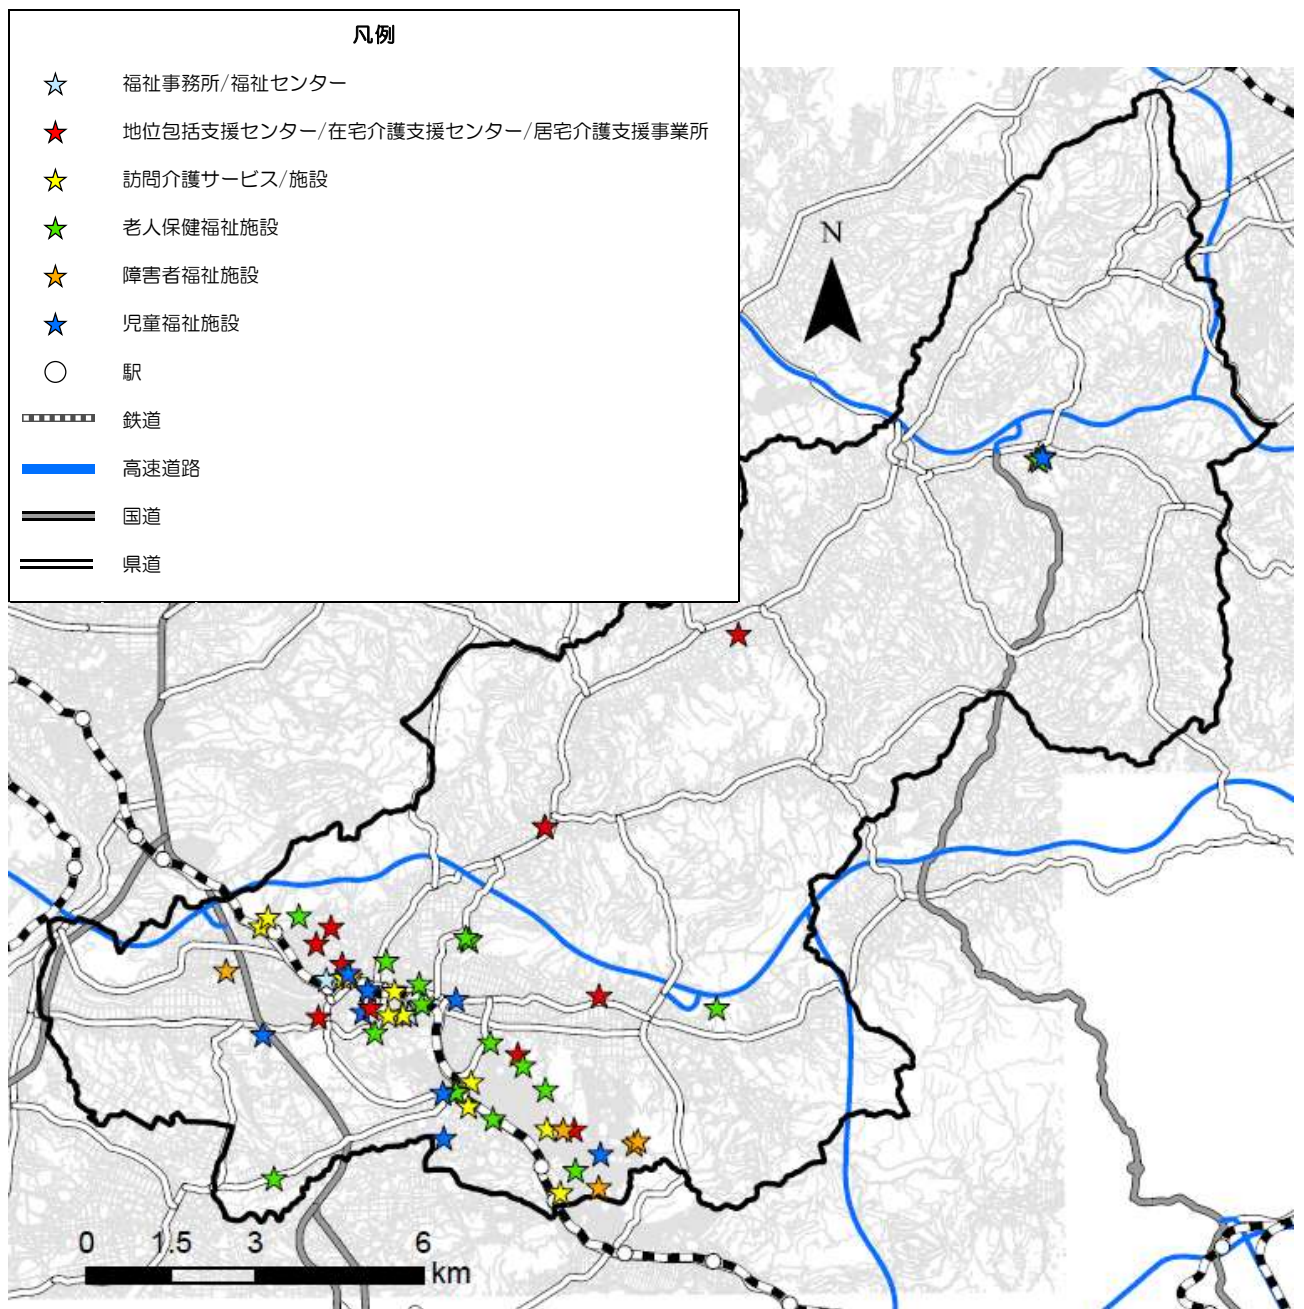 凡例
福祉事務所/福祉センター
地位包括支援センター/在宅介護支援センター/居宅介護支援事業所
訪問介護サービス/施設
老人保健福祉施設
障害者福祉施設
児童福祉施設
駅
鉄道
高速道路
国道
県道
N
0 1.5 3 6
km